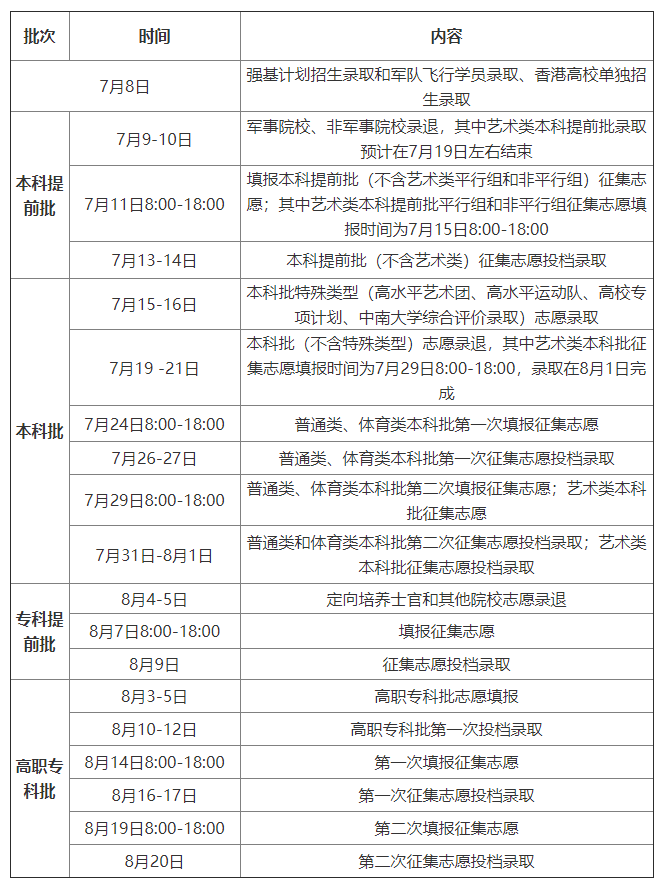 批次 时间 内容
7月8日
强基计划招生录取和军队飞行学员录取、香港高校单独招
生录取
本科提
前批
7月9-10日
军事院校、非军事院校录退，其中艺术类本科提前批录取
预计在7月19日左右结束
7月11日8:00-18:00
填报本科提前批（不含艺术类平行组和非平行组）征集志
愿；其中艺术类本科提前批平行组和非平行组征集志愿填
报时间为7月15日8:00-18:00
7月13-14日 本科提前批（不含艺术类）征集志愿投档录取
本科批
7月15-16日
本科批特殊类型（高水平艺术团、高水平运动队、高校专
项计划、中南大学综合评价录取）志愿录取
7月19 -21日
本科批（不含特殊类型）志愿录退，其中艺术类本科批征
集志愿填报时间为7月29日8:00-18:00，录取在8月1日完
成
7月24日8:00-18:00 普通类、体育类本科批第一次填报征集志愿
7月26-27日 普通类、体育类本科批第一次征集志愿投档录取
7月29日8:00-18:00
普通类、体育类本科批第二次填报征集志愿；艺术类本科
批征集志愿
7月31日-8月1日
普通类和体育类本科批第二次征集志愿投档录取；艺术类
本科批征集志愿投档录取
专科提
前批
8月4-5日 定向培养士官和其他院校志愿录退
8月7日8:00-18:00 填报征集志愿
8月9日 征集志愿投档录取
高职专
科批
8月3-5日 高职专科批志愿填报
8月10-12日 高职专科批第一次投档录取
8月14日8:00-18:00 第一次填报征集志愿
8月16-17日 第一次征集志愿投档录取
8月19日8:00-18:00 第二次填报征集志愿
8月20日 第二次征集志愿投档录取